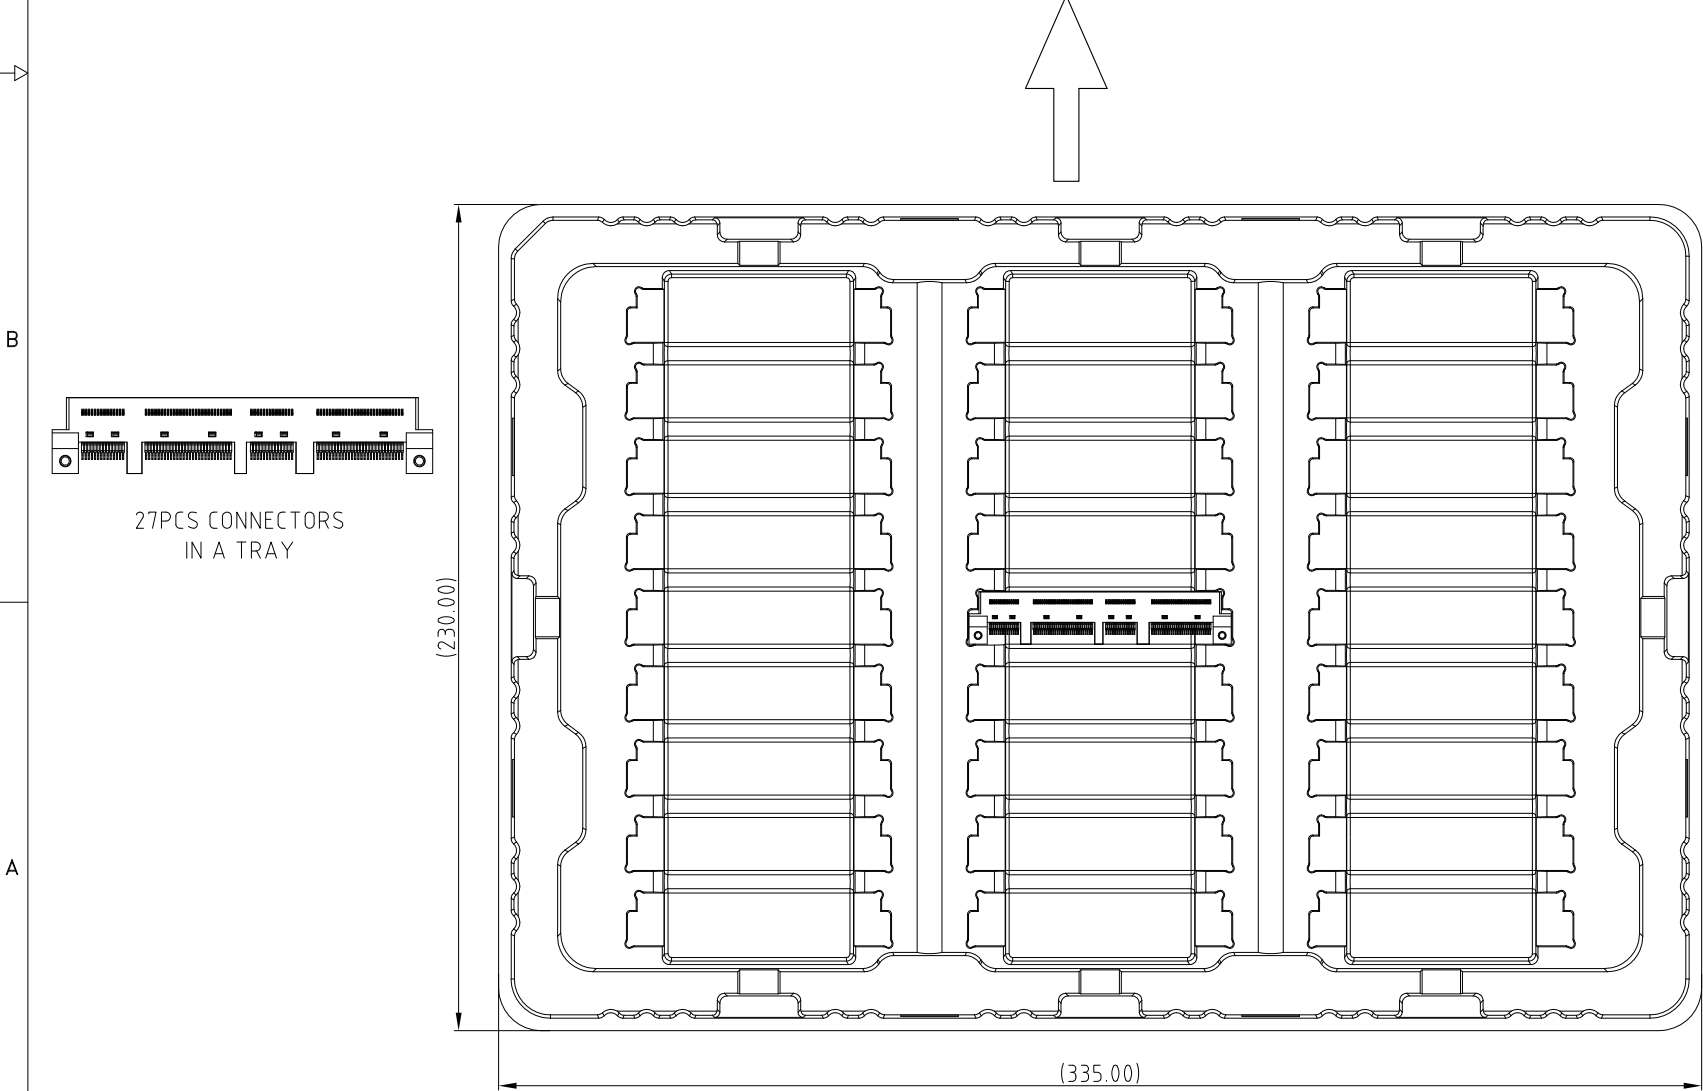 B
27PCS CONNECTORS
IN A TRAY
(230.00)
A
(335.00)